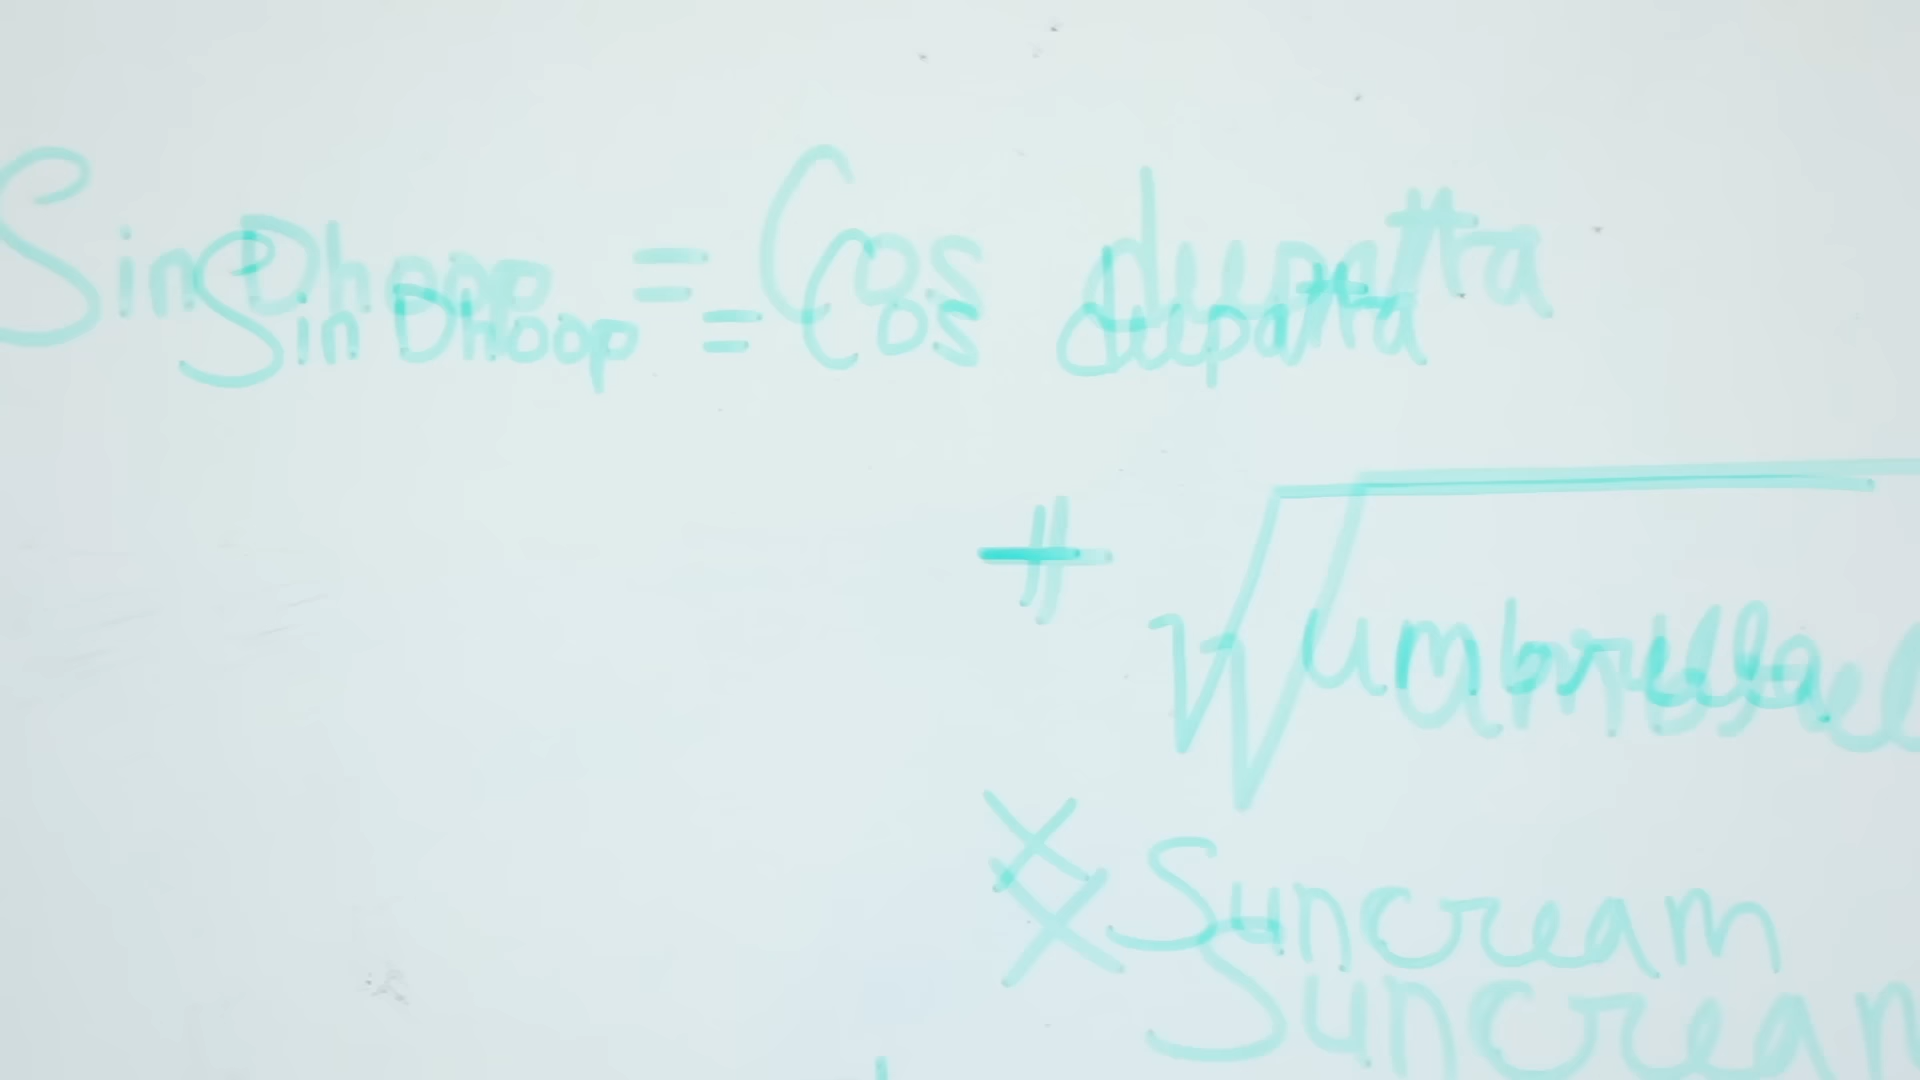 Sin Dhoop = Cos dupatta
+ √umbrella
× Suncream